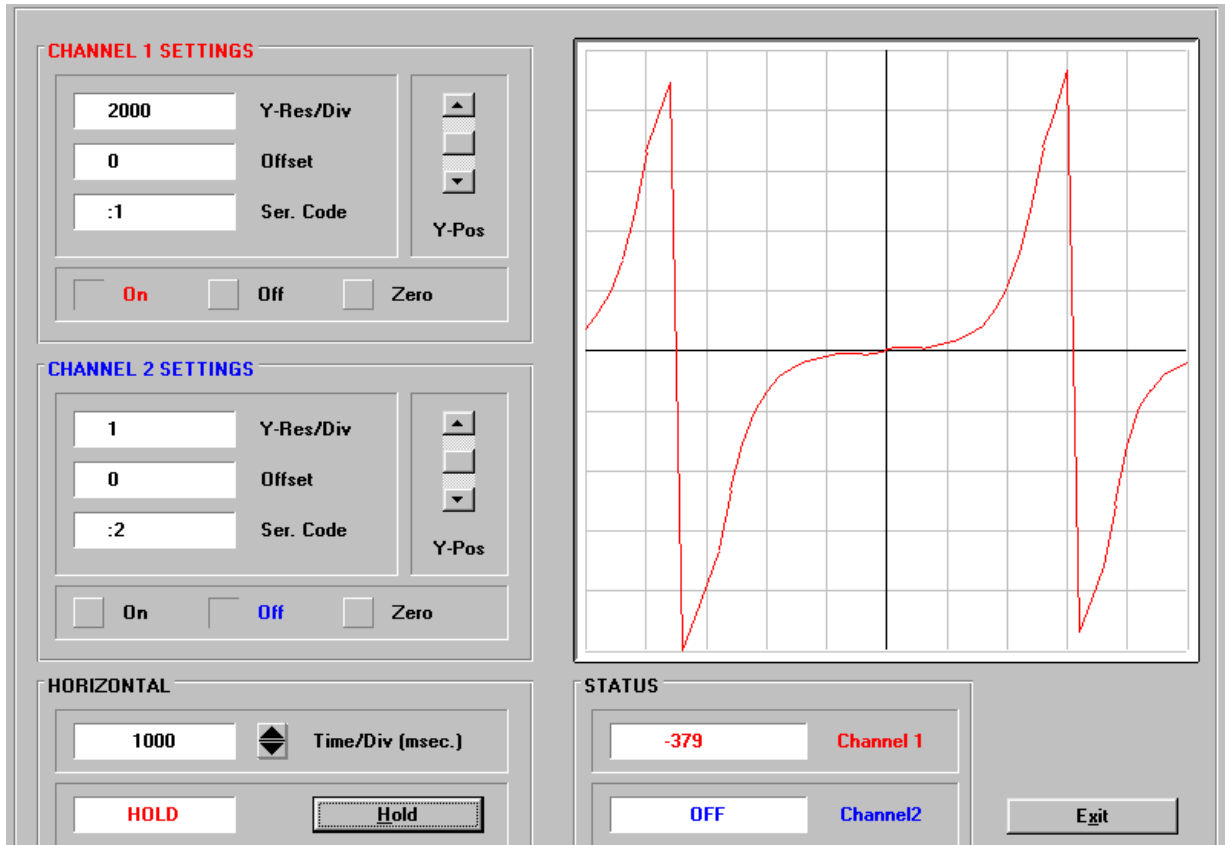 CHANNEL 1 SETTINGS
2000 Y-Res/Div
0 Offset
:1 Ser. Code
Y-Pos
On Off Zero
CHANNEL 2 SETTINGS
1 Y-Res/Div
0 Offset
:2 Ser. Code
Y-Pos
On Off Zero
HORIZONTAL
1000 Time/Div (msec.)
HOLD Hold
STATUS
-379 Channel 1
OFF Channel2
Exit